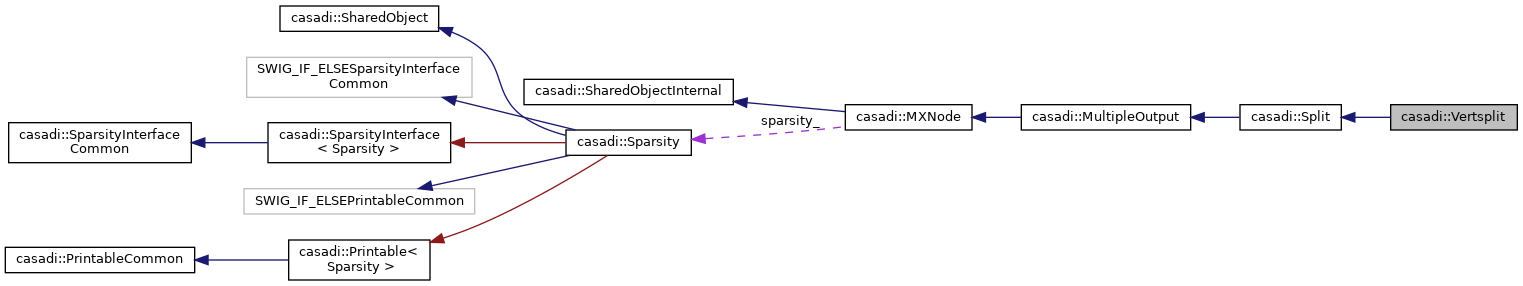 casadi::SharedObject
SWIG_IF_ELSESparsityInterface
Common
casadi::SharedObjectInternal
casadi::MXNode
casadi::MultipleOutput
casadi::Split
casadi::Vertsplit
sparsity_
casadi::SparsityInterface
Common
casadi::SparsityInterface
< Sparsity >
casadi::Sparsity
SWIG_IF_ELSEPrintableCommon
casadi::PrintableCommon
casadi::Printable<
Sparsity >